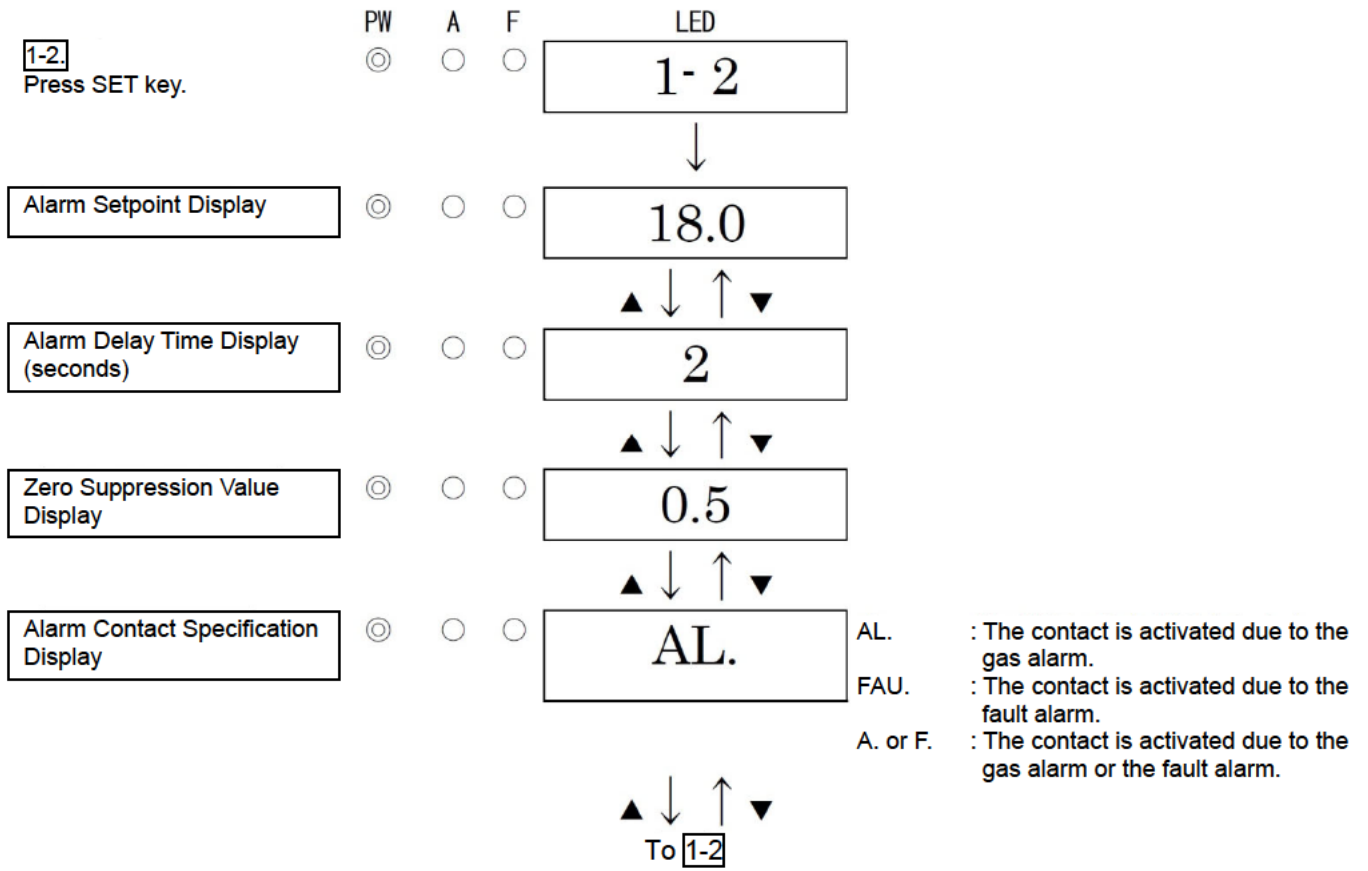 PW A F LED
1-2.
Press SET key.
1- 2
↓
Alarm Setpoint Display
18.0
▲ ↓ ↑ ▼
Alarm Delay Time Display
(seconds)
2
▲ ↓ ↑ ▼
Zero Suppression Value
Display
0.5
▲ ↓ ↑ ▼
Alarm Contact Specification
Display
AL.
AL. : The contact is activated due to the
gas alarm.
FAU. : The contact is activated due to the
fault alarm.
A. or F. : The contact is activated due to the
gas alarm or the fault alarm.
▲ ↓ ↑ ▼
To 1-2